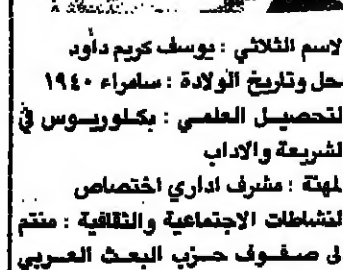 لاسم الثلاثي : يوسف كريم داود
حل وتاريخ الولادة : سامراء ١٩٤٠
لتحصيل العلمي : بكلوريوس في
لشريعة والاداب
لمهنة : مشرف اداري اختصاص
لنشاطات الاجتماعية والثقافية : منتم
لى صفوف حزب البعث العربي